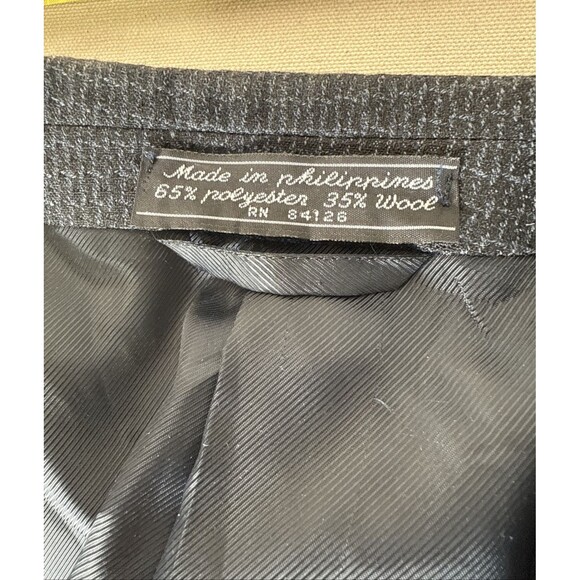 Made in philippines
65% polyester 35% Wool
RN 84126